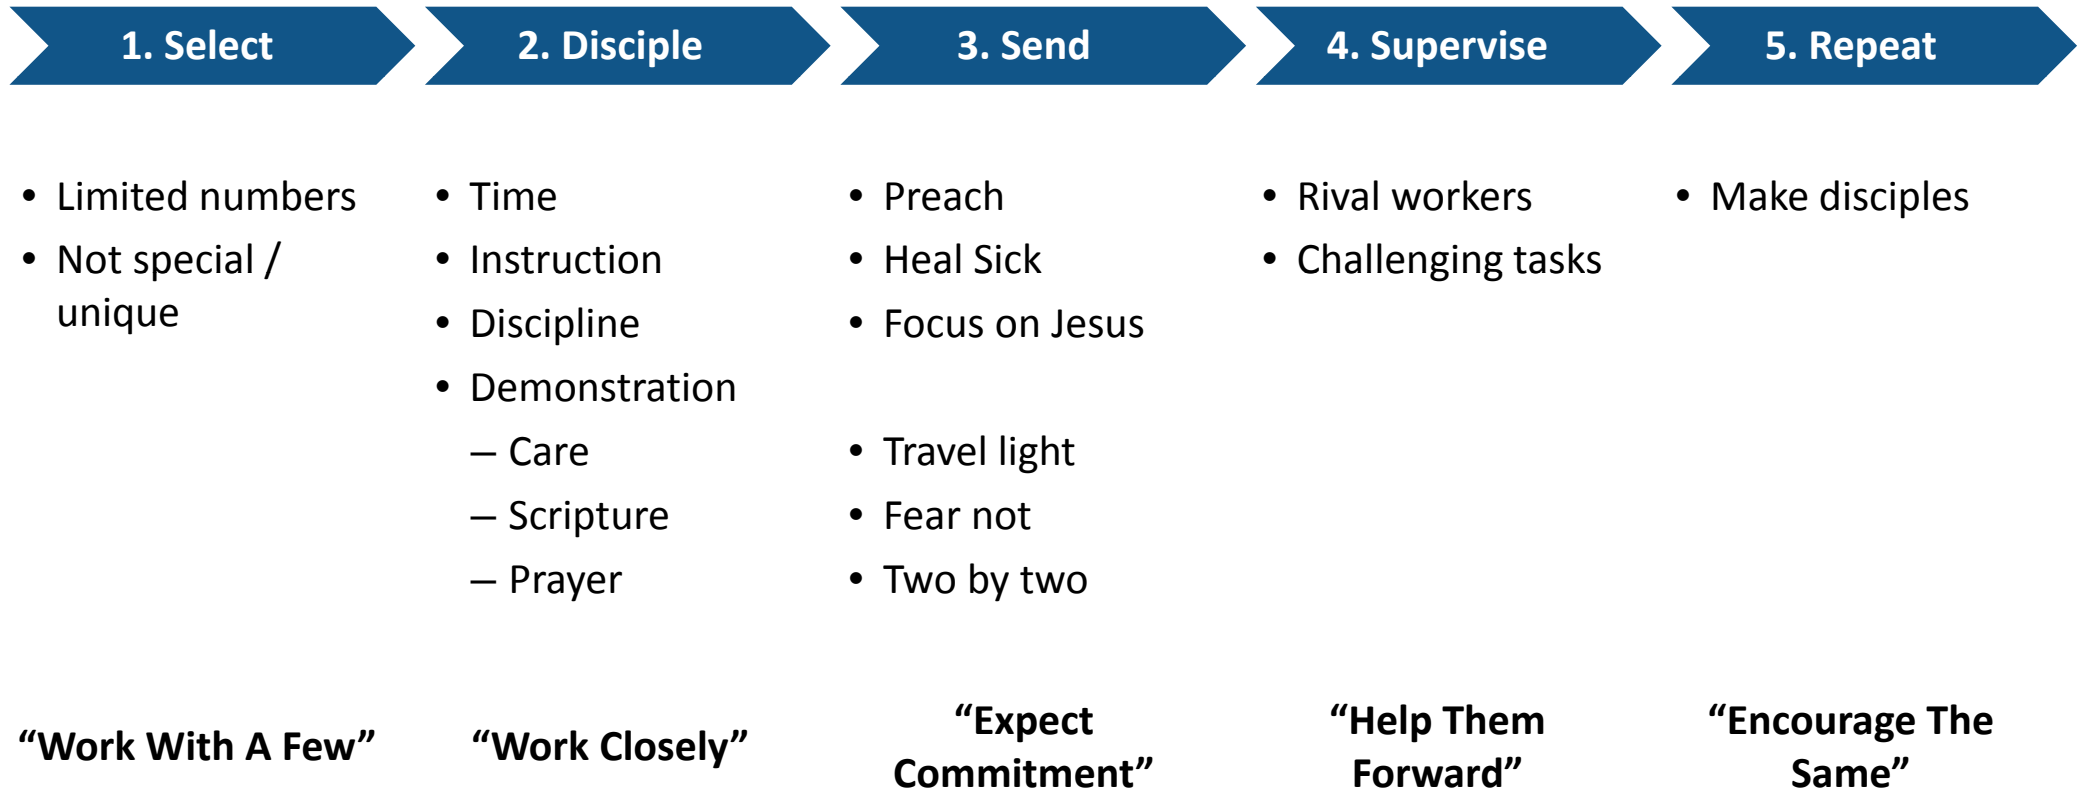 1. Select
2. Disciple
3. Send
4. Supervise
5. Repeat
• Limited numbers
• Not special /
unique
• Time
• Instruction
• Discipline
• Demonstration
– Care
– Scripture
– Prayer
• Preach
• Heal Sick
• Focus on Jesus
• Travel light
• Fear not
• Two by two
• Rival workers
• Challenging tasks
• Make disciples
“Work With A Few”
“Work Closely”
“Expect
Commitment”
“Help Them
Forward”
“Encourage The
Same”